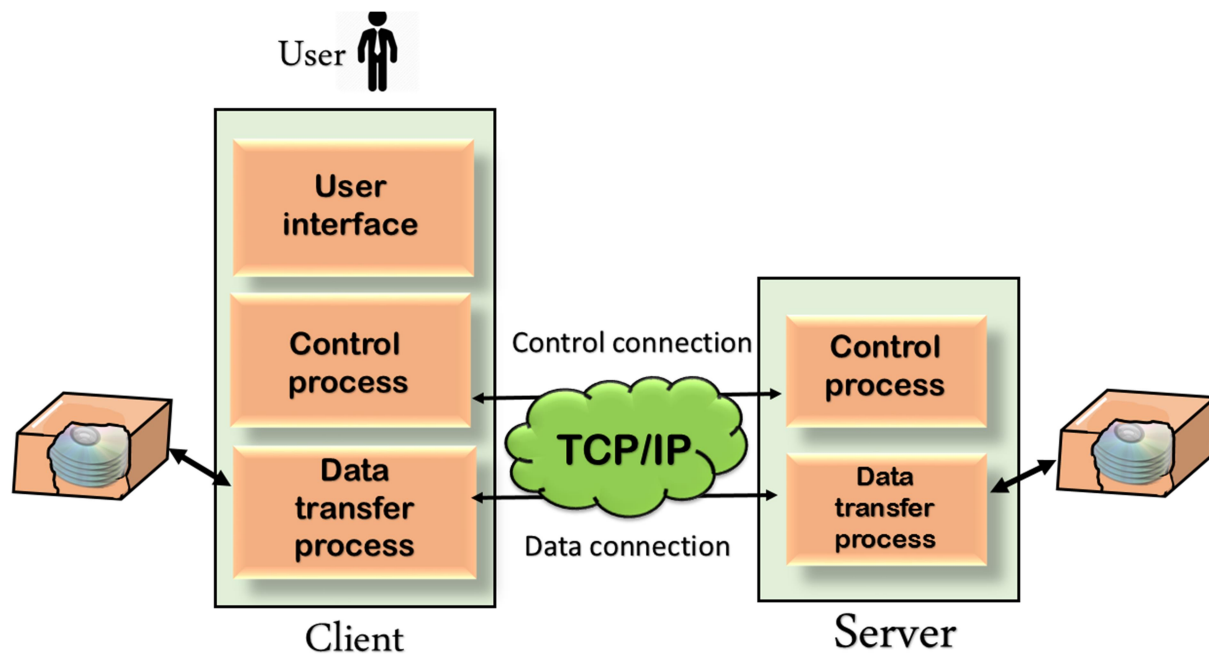 User
User
interface
Control
process
Data
transfer
process
Client
Control connection
TCP/IP
Data connection
Control
process
Data
transfer
process
Server